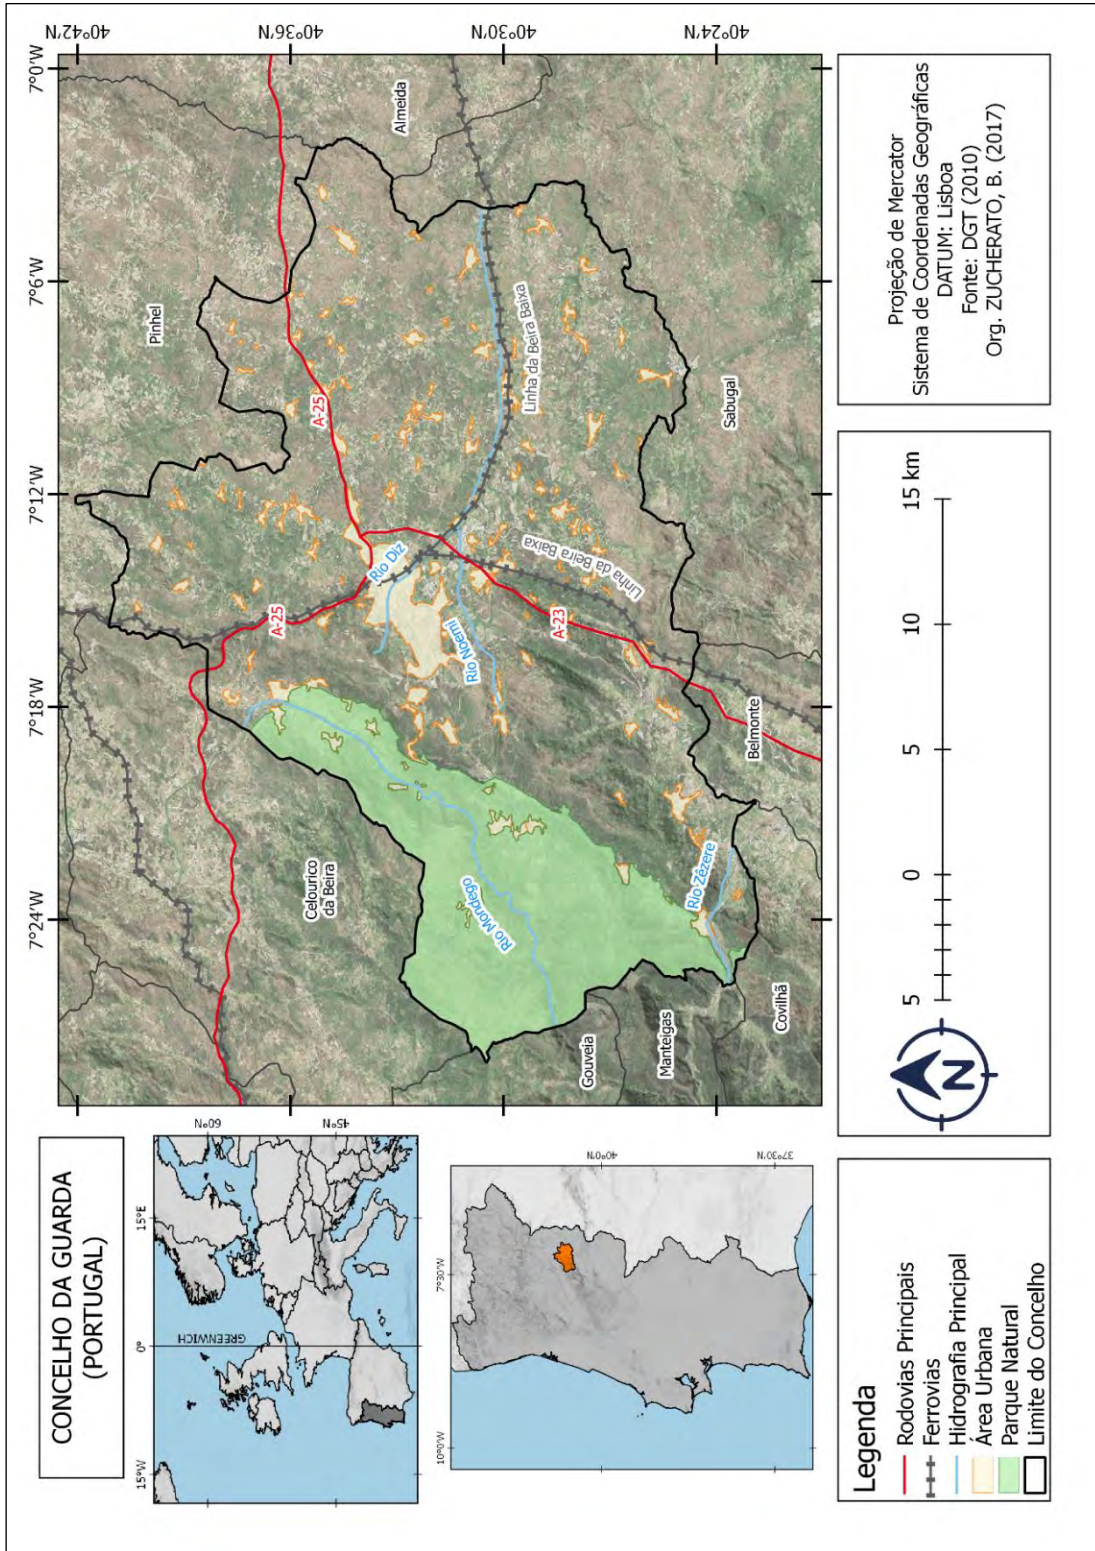 CONCELHO DA GUARDA
(PORTUGAL)
15°W
0°
15°E
60°N
45°N
GREENWICH
10°0'W
7°30'W
40°0'N
37°30'N
7°24'W
7°18'W
7°12'W
7°6'W
7°0'W
40°42'N
40°36'N
40°30'N
40°24'N
Pinhel
Almeida
A-25
A-25
Celourico
da Beira
Rio Diz
Rio Noemi
Linha da Beira Baixa
Linha da Beira Baixa
Rio Mondego
A-23
Gouveia
Manteigas
Rio Zêzere
Covilhã
Belmonte
Sabugal
Legenda
Rodovias Principais
Ferrovias
Hidrografia Principal
Área Urbana
Parque Natural
Limite do Concelho
N
5
0
5
10
15 km
Projeção de Mercator
Sistema de Coordenadas Geográficas
DATUM: Lisboa
Fonte: DGT (2010)
Org. ZUCHERATO, B. (2017)